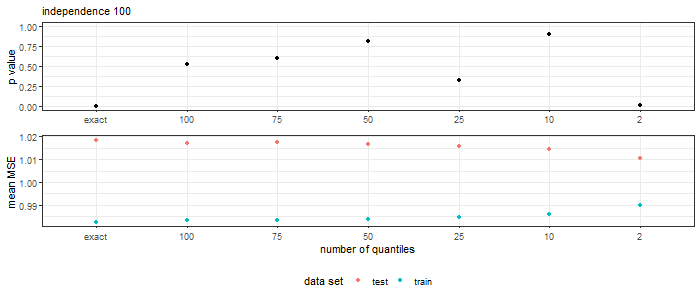 independence 100
p value
1.00
0.75
0.50
0.25
0.00
exact 100 75 50 25 10 2
mean MSE
1.02
1.01
1.00
0.99
exact 100 75 50 25 10 2
number of quantiles
data set test train